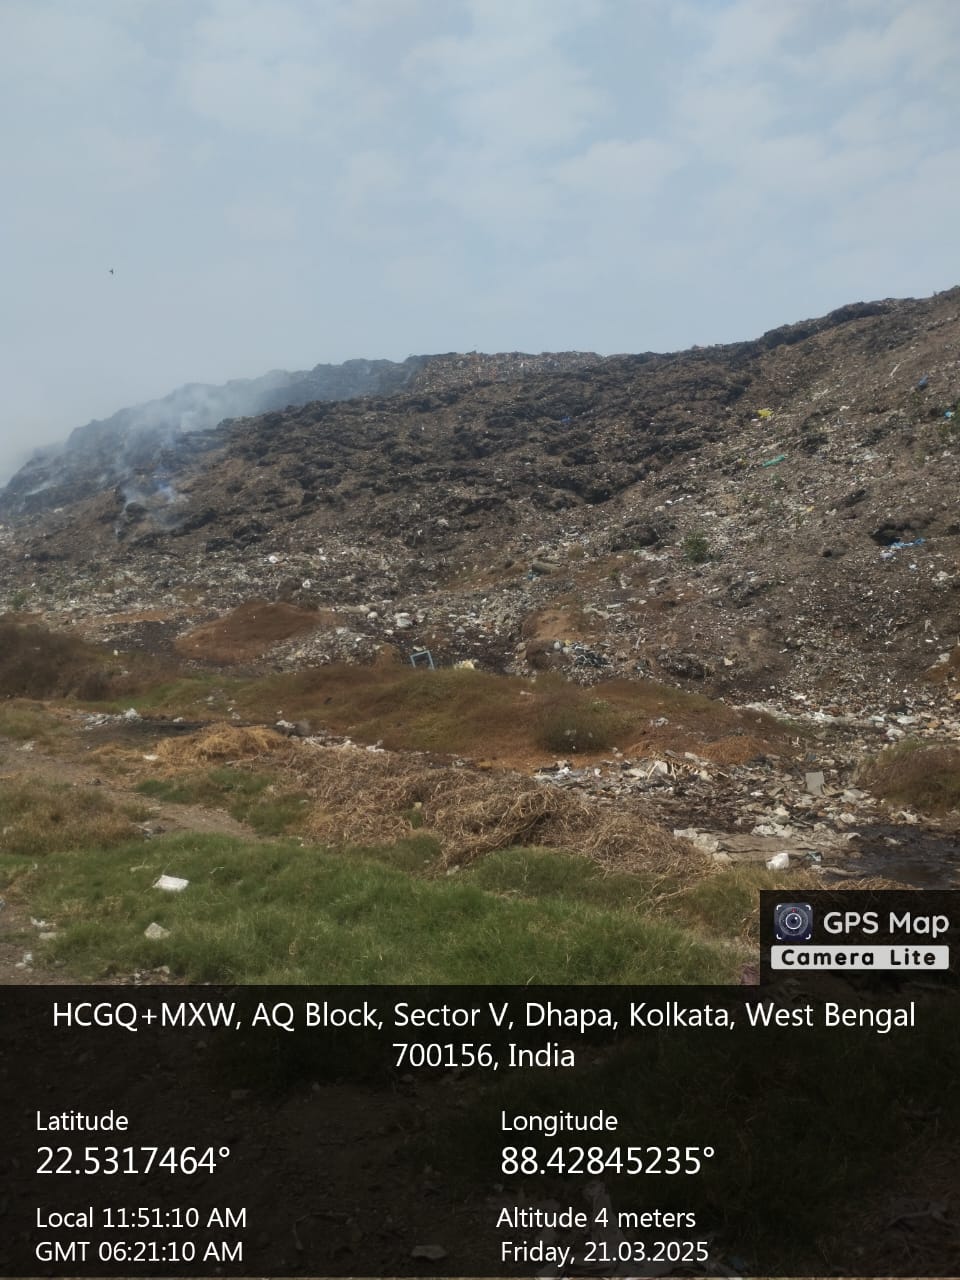 GPS Map
Camera Lite
HCGQ+MXW, AQ Block, Sector V, Dhapa, Kolkata, West Bengal
700156, India
Latitude
22.5317464°
Longitude
88.42845235°
Local 11:51:10 AM
GMT 06:21:10 AM
Altitude 4 meters
Friday, 21.03.2025